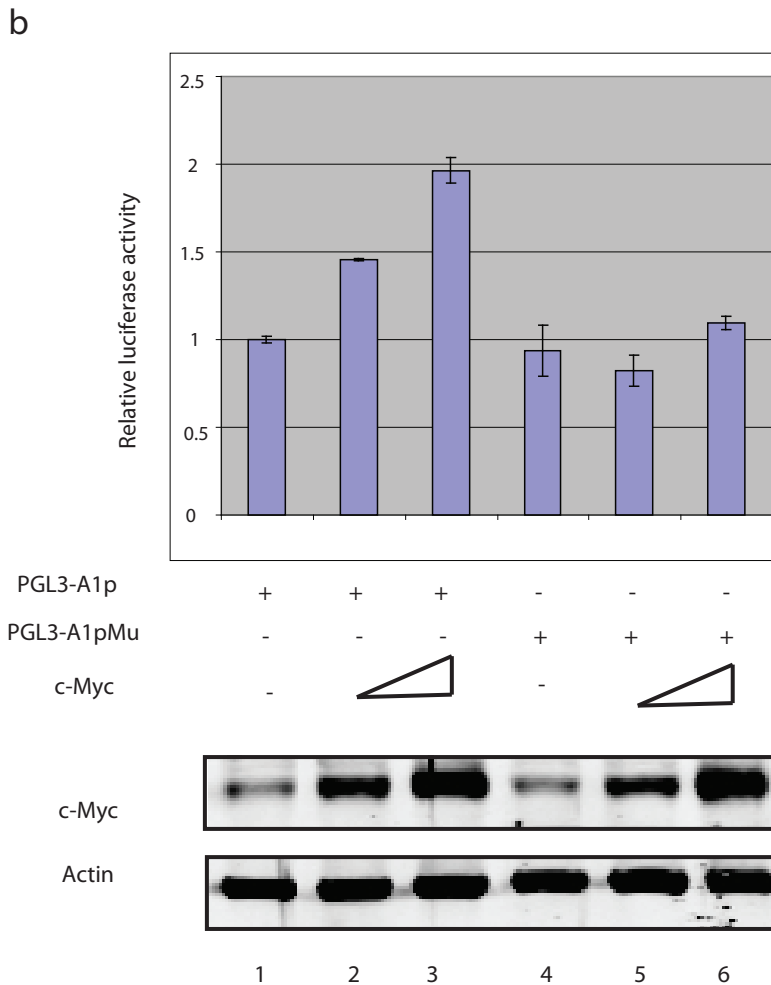 b
2.5
2
1.5
1
0.5
0
Relative luciferase activity
PGL3-A1p + + + - - -
PGL3-A1pMu - - - + + +
c-Myc - -
c-Myc
Actin
1 2 3 4 5 6